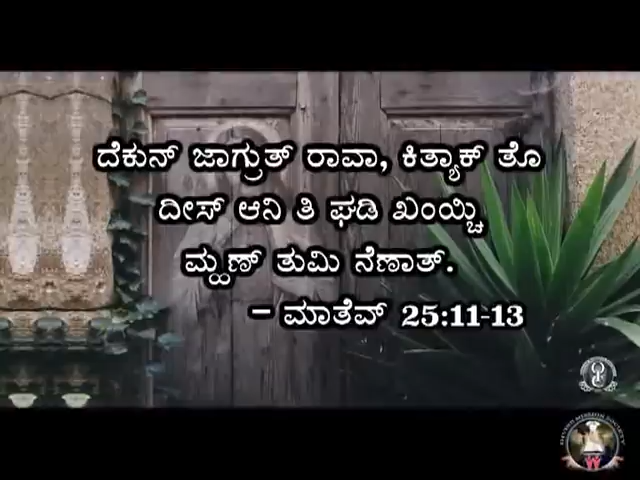 ದೆಕುನ್ ಜಾಗ್ರುತ್ ರಾವಾ, ಕಿತ್ಯಾಕ್ ತೊ
ದೀಸ್ ಆನಿ ತಿ ಘಡಿ ಖಂಯ್ಚಿ
ಮ್ಹಣ್ ತುಮಿ ನೆಣಾತ್.
– ಮಾತೆವ್ 25:11-13